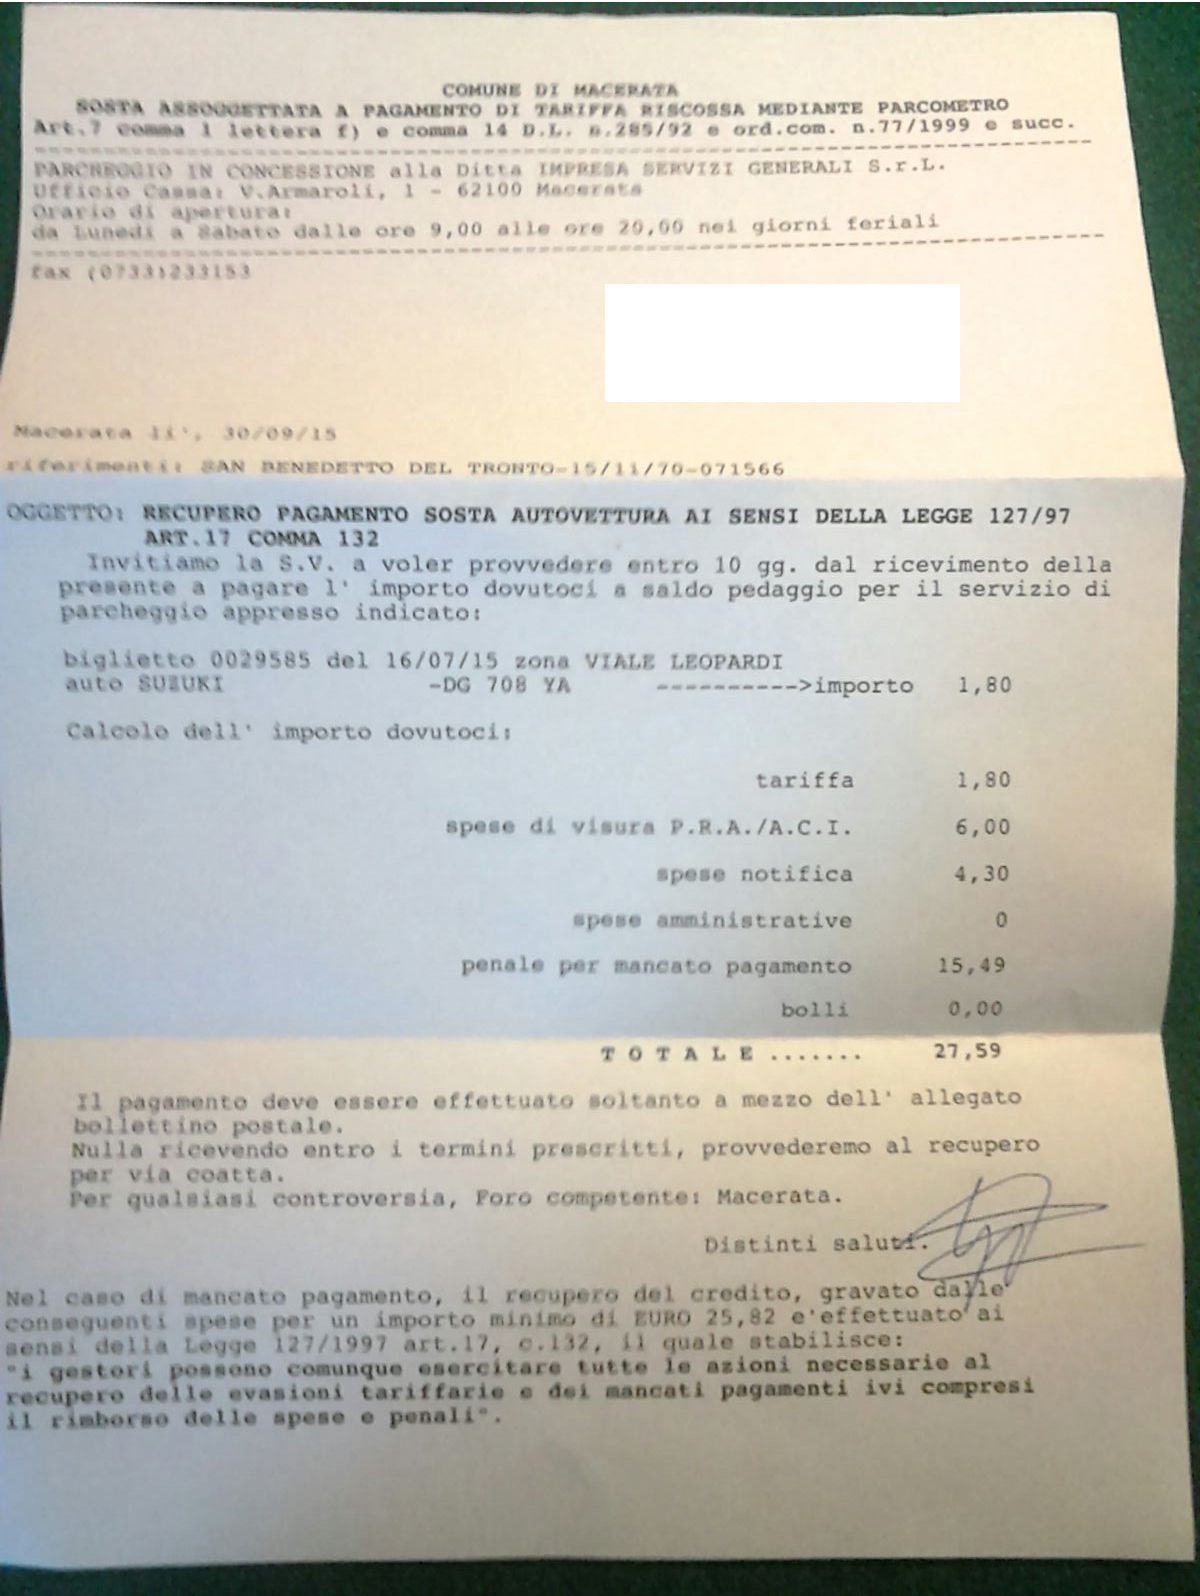 COMUNE DI MACERATA
SOSTA ASSOGGETTATA A PAGAMENTO DI TARIFFA RISCOSSA MEDIANTE PARCOMETRO
Art.7 comma 1 lettera f) e comma 14 D.L. n.285/92 e ord.com. n.77/1999 e succ.
PARCHEGGIO IN CONCESSIONE alla Ditta IMPRESA SERVIZI GENERALI S.r.L.
Ufficio Cassa: V.Armaroli, 1 - 62100 Macerata
Orario di apertura:
da Lunedi a Sabato dalle ore 9,00 alle ore 20,00 nei giorni feriali
fax (0733)233153
Macerata li', 30/09/15
riferimenti: SAN BENEDETTO DEL TRONTO-15/11/70-071566
OGGETTO: RECUPERO PAGAMENTO SOSTA AUTOVETTURA AI SENSI DELLA LEGGE 127/97
ART.17 COMMA 132
Invitiamo la S.V. a voler provvedere entro 10 gg. dal ricevimento della
presente a pagare l' importo dovutoci a saldo pedaggio per il servizio di
parcheggio appresso indicato:
biglietto 0029585 del 16/07/15 zona VIALE LEOPARDI
auto SUZUKI -DG 708 YA ---------->importo 1,80
Calcolo dell' importo dovutoci:
tariffa 1,80
spese di visura P.R.A./A.C.I. 6,00
spese notifica 4,30
spese amministrative 0
penale per mancato pagamento 15,49
bolli 0,00
T O T A L E ....... 27,59
Il pagamento deve essere effettuato soltanto a mezzo dell' allegato
bollettino postale.
Nulla ricevendo entro i termini prescritti, provvederemo al recupero
per via coatta.
Per qualsiasi controversia, Foro competente: Macerata.
Distinti saluti.
Nel caso di mancato pagamento, il recupero del credito, gravato dalle
conseguenti spese per un importo minimo di EURO 25,82 e'effettuato ai
sensi della Legge 127/1997 art.17, c.132, il quale stabilisce:
"i gestori possono comunque esercitare tutte le azioni necessarie al
recupero delle evasioni tariffarie e dei mancati pagamenti ivi compresi
il rimborso delle spese e penali".